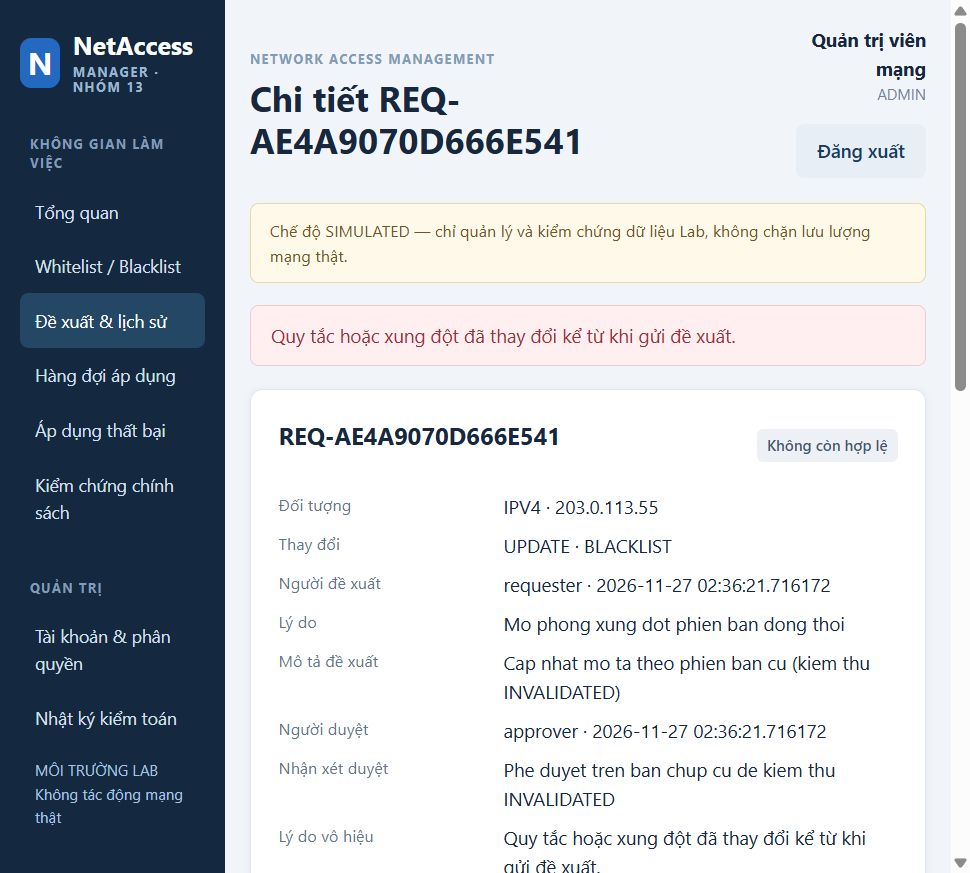 N
NetAccess
MANAGER ·
NHÓM 13
KHÔNG GIAN LÀM
VIỆC
Tổng quan
Whitelist / Blacklist
Đề xuất & lịch sử
Hàng đợi áp dụng
Áp dụng thất bại
Kiểm chứng chính
sách
QUẢN TRỊ
Tài khoản & phân
quyền
Nhật ký kiểm toán
MÔI TRƯỜNG LAB
Không tác động mạng
thật
NETWORK ACCESS MANAGEMENT
Chi tiết REQ-
AE4A9070D666E541
Quản trị viên
mạng
ADMIN
Đăng xuất
Chế độ SIMULATED — chỉ quản lý và kiểm chứng dữ liệu Lab, không chặn lưu lượng
mạng thật.
Quy tắc hoặc xung đột đã thay đổi kể từ khi gửi đề xuất.
REQ-AE4A9070D666E541
Không còn hợp lệ
Đối tượng
IPV4 · 203.0.113.55
Thay đổi
UPDATE · BLACKLIST
Người đề xuất
requester · 2026-11-27 02:36:21.716172
Lý do
Mo phong xung dot phien ban dong thoi
Mô tả đề xuất
Cap nhat mo ta theo phien ban cu (kiem thu
INVALIDATED)
Người duyệt
approver · 2026-11-27 02:36:21.716172
Nhận xét duyệt
Phe duyet tren ban chup cu de kiem thu
INVALIDATED
Lý do vô hiệu
Quy tắc hoặc xung đột đã thay đổi kể từ khi
gửi đề xuất.